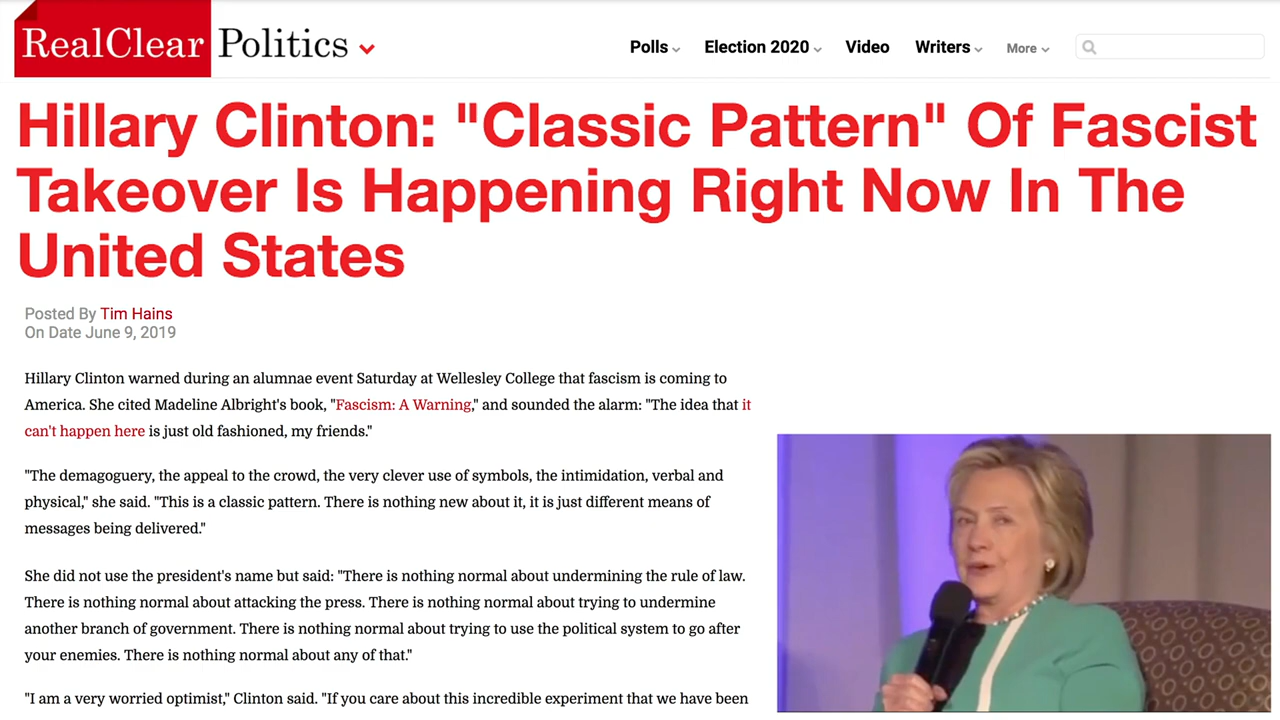 RealClear Politics
Polls Election 2020 Video Writers More
Hillary Clinton: "Classic Pattern" Of Fascist
Takeover Is Happening Right Now In The
United States
Posted By Tim Hains
On Date June 9, 2019
Hillary Clinton warned during an alumnae event Saturday at Wellesley College that fascism is coming to
America. She cited Madeline Albright's book, "Fascism: A Warning," and sounded the alarm: "The idea that it
can't happen here is just old fashioned, my friends."
"The demagoguery, the appeal to the crowd, the very clever use of symbols, the intimidation, verbal and
physical," she said. "This is a classic pattern. There is nothing new about it, it is just different means of
messages being delivered."
She did not use the president's name but said: "There is nothing normal about undermining the rule of law.
There is nothing normal about attacking the press. There is nothing normal about trying to undermine
another branch of government. There is nothing normal about trying to use the political system to go after
your enemies. There is nothing normal about any of that."
"I am a very worried optimist," Clinton said. "If you care about this incredible experiment that we have been